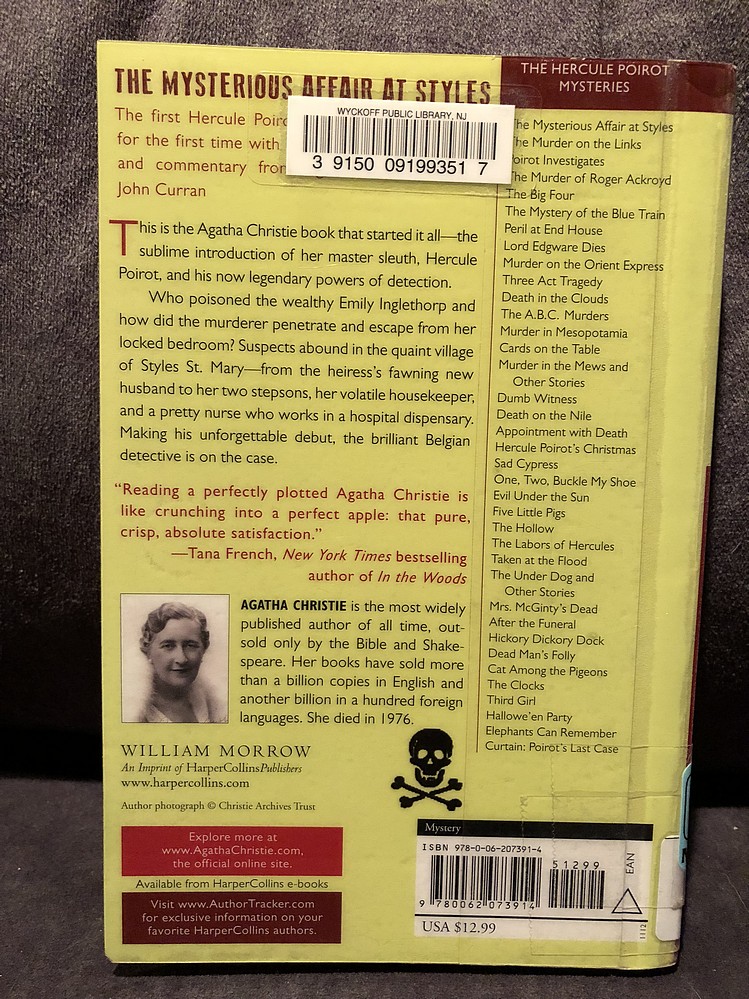 THE MYSTERIOUS AFFAIR AT STYLES
The first Hercule Poir
for the first time with
and commentary from
John Curran
WYCKOFF PUBLIC LIBRARY, NJ
3 9150 09199351 7
This is the Agatha Christie book that started it all—the
sublime introduction of her master sleuth, Hercule
Poirot, and his now legendary powers of detection.
Who poisoned the wealthy Emily Inglethorp and
how did the murderer penetrate and escape from her
locked bedroom? Suspects abound in the quaint village
of Styles St. Mary—from the heiress's fawning new
husband to her two stepsons, her volatile housekeeper,
and a pretty nurse who works in a hospital dispensary.
Making his unforgettable debut, the brilliant Belgian
detective is on the case.
“Reading a perfectly plotted Agatha Christie is
like crunching into a perfect apple: that pure,
crisp, absolute satisfaction.”
—Tana French, New York Times bestselling
author of In the Woods
AGATHA CHRISTIE is the most widely
published author of all time, out-
sold only by the Bible and Shake-
speare. Her books have sold more
than a billion copies in English and
another billion in a hundred foreign
languages. She died in 1976.
WILLIAM MORROW
An Imprint of HarperCollinsPublishers
www.harpercollins.com
Author photograph © Christie Archives Trust
Explore more at
www.AgathaChristie.com,
the official online site.
Available from HarperCollins e-books
Visit www.AuthorTracker.com
for exclusive information on your
favorite HarperCollins authors.
THE HERCULE POIROT
MYSTERIES
The Mysterious Affair at Styles
The Murder on the Links
Poirot Investigates
The Murder of Roger Ackroyd
The Big Four
The Mystery of the Blue Train
Peril at End House
Lord Edgware Dies
Murder on the Orient Express
Three Act Tragedy
Death in the Clouds
The A.B.C. Murders
Murder in Mesopotamia
Cards on the Table
Murder in the Mews and
Other Stories
Dumb Witness
Death on the Nile
Appointment with Death
Hercule Poirot's Christmas
Sad Cypress
One, Two, Buckle My Shoe
Evil Under the Sun
Five Little Pigs
The Hollow
The Labors of Hercules
Taken at the Flood
The Under Dog and
Other Stories
Mrs. McGinty's Dead
After the Funeral
Hickory Dickory Dock
Dead Man's Folly
Cat Among the Pigeons
The Clocks
Third Girl
Hallowe'en Party
Elephants Can Remember
Curtain: Poirot's Last Case
Mystery
ISBN 978-0-06-207391-4
51299
EAN
9 780062 073914
USA $12.99
1112